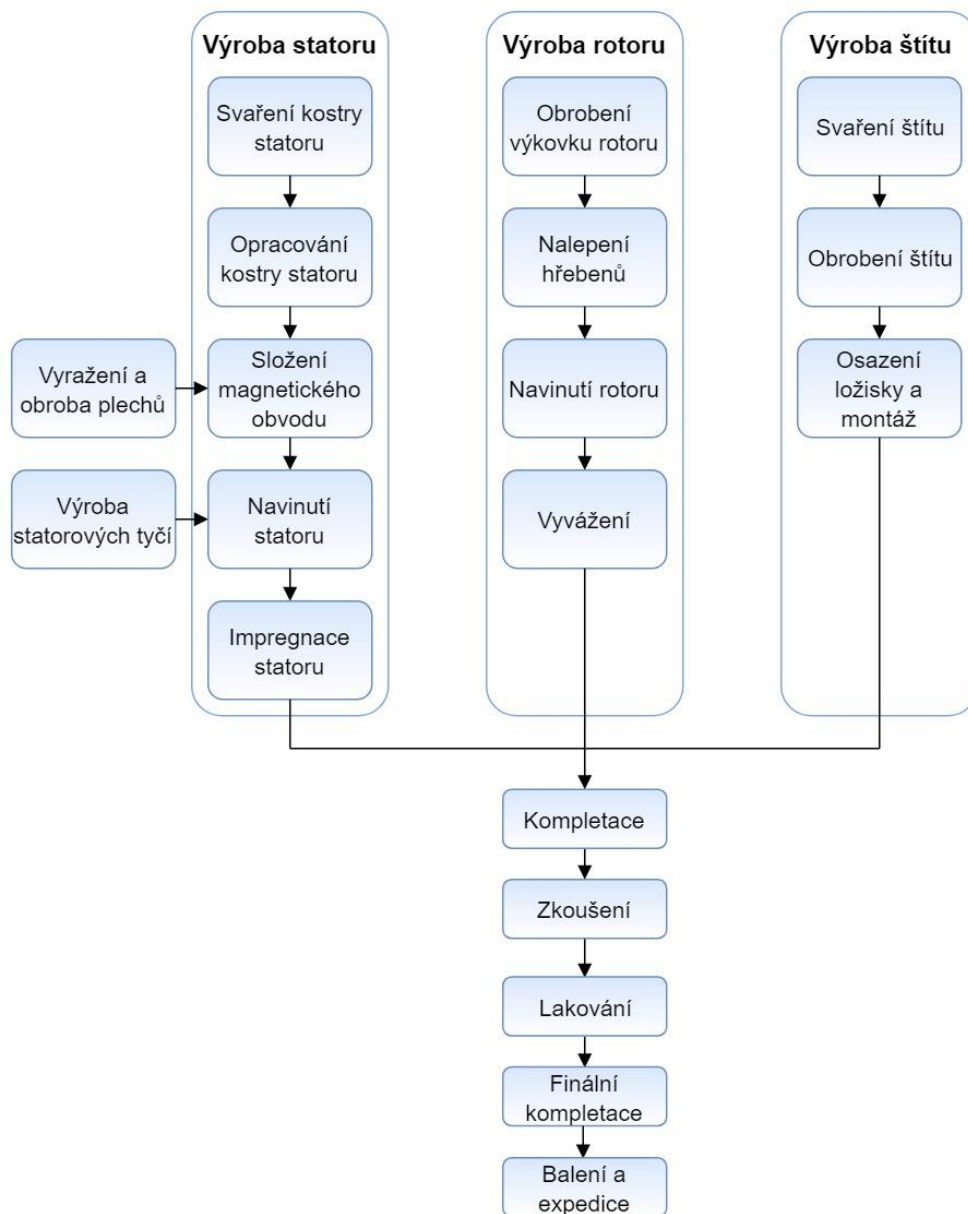 Výroba statoru
Svaření kostry
statoru
Opracování
kostry statoru
Vyražení a
obroba plechů
Složení
magnetického
obvodu
Výroba
statorových tyčí
Navinutí
statoru
Impregnace
statoru
Výroba rotoru
Obrobení
výkovku rotoru
Nalepení
hřebenů
Navinutí rotoru
Vyvážení
Výroba štítu
Svaření štítu
Obrobení štítu
Osazení
ložisky a
montáž
Kompletace
Zkoušení
Lakování
Finální
kompletace
Balení a
expedice